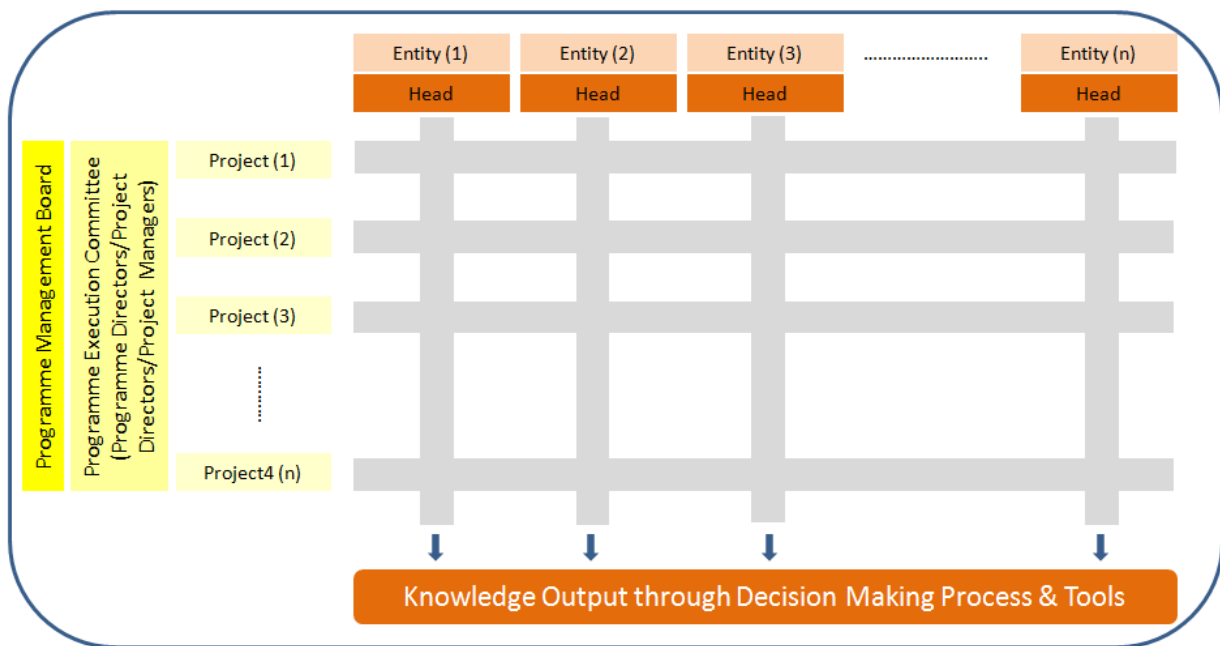 Entity (1)
Entity (2)
Entity (3)
..........................
Entity (n)
Head
Head
Head
Head
Programme Management Board
Programme Execution Committee
(Programme Directors/Project
Directors/Project Managers)
Project (1)
Project (2)
Project (3)
..........
Project4 (n)
Knowledge Output through Decision Making Process & Tools